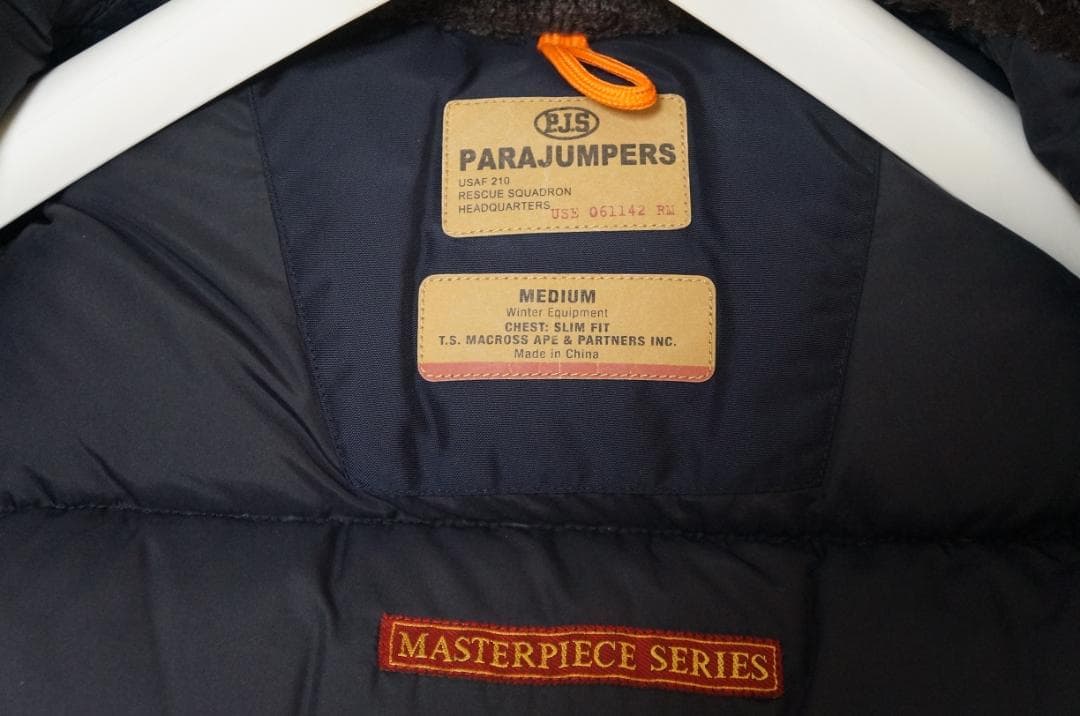 P.J.S
PARAJUMPERS
USAF 210
RESCUE SQUADRON
HEADQUARTERS
USE 061142 RM
MEDIUM
Winter Equipment
CHEST: SLIM FIT
T.S. MACROSS APE & PARTNERS INC.
Made in China
MASTERPIECE SERIES